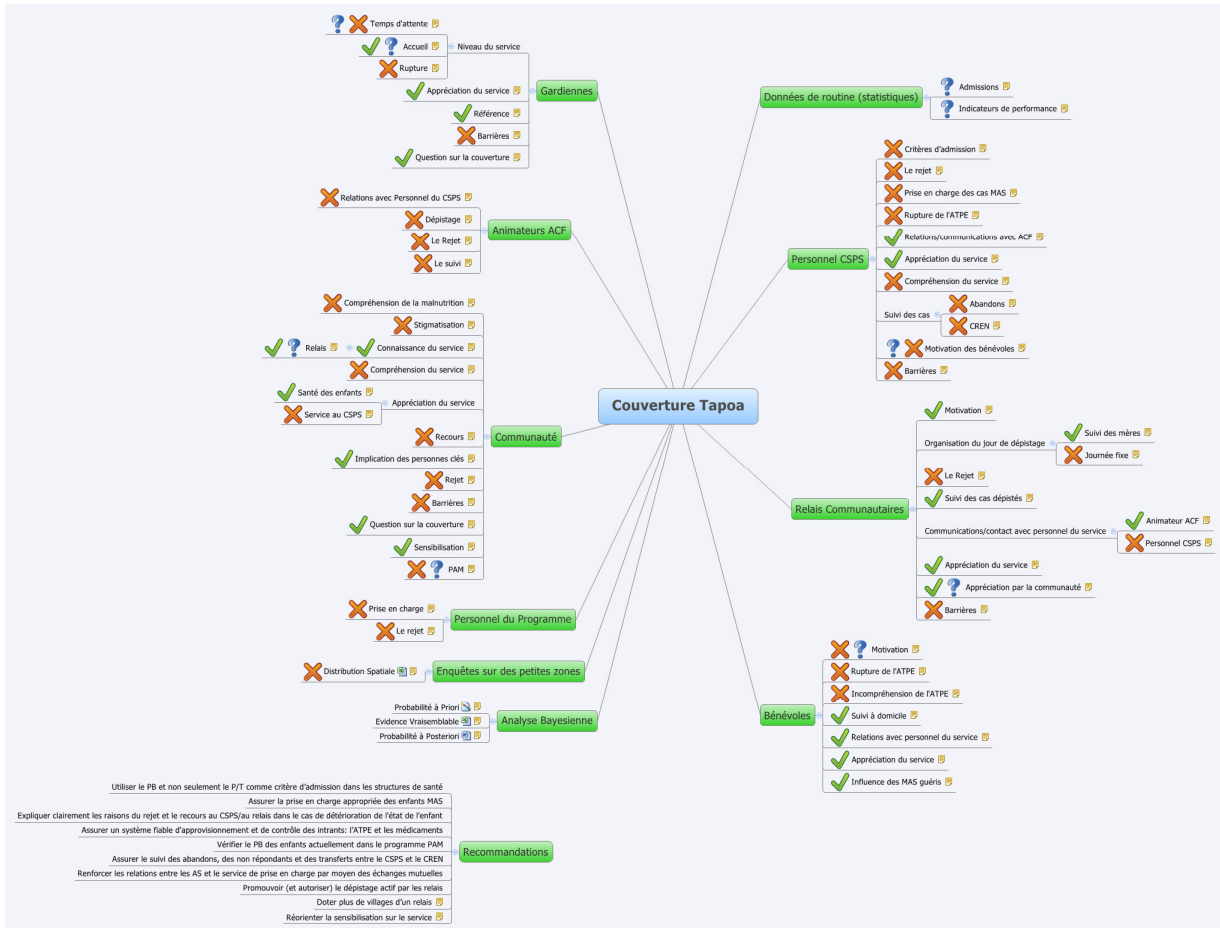 Couverture Tapoa
Gardiennes
Niveau du service
Temps d'attente
Accueil
Rupture
Appréciation du service
Référence
Barrières
Question sur la couverture
Animateurs ACF
Relations avec Personnel du CSPS
Dépistage
Le Rejet
Le suivi
Communauté
Compréhension de la malnutrition
Stigmatisation
Connaissance du service
Relais
Compréhension du service
Appréciation du service
Santé des enfants
Service au CSPS
Recours
Implication des personnes clés
Rejet
Barrières
Question sur la couverture
Sensibilisation
PAM
Personnel du Programme
Prise en charge
Le rejet
Enquêtes sur des petites zones
Distribution Spatiale
Analyse Bayesienne
Probabilité à Priori
Evidence Vraisemblable
Probabilité à Posteriori
Recommandations
Utiliser le PB et non seulement le P/T comme critère d'admission dans les structures de santé
Assurer la prise en charge appropriée des enfants MAS
Expliquer clairement les raisons du rejet et le recours au CSPS/au relais dans le cas de détérioration de l'état de l'enfant
Assurer un système fiable d'approvisionnement et de contrôle des intrants: l'ATPE et les médicaments
Vérifier le PB des enfants actuellement dans le programme PAM
Assurer le suivi des abandons, des non répondants et des transferts entre le CSPS et le CREN
Renforcer les relations entre les AS et le service de prise en charge par moyen des échanges mutuelles
Promouvoir (et autoriser) le dépistage actif par les relais
Doter plus de villages d'un relais
Réorienter la sensibilisation sur le service
Données de routine (statistiques)
Admissions
Indicateurs de performance
Personnel CSPS
Critères d'admission
Le rejet
Prise en charge des cas MAS
Rupture de l'ATPE
Relations/communications avec ACF
Appréciation du service
Compréhension du service
Suivi des cas
Abandons
CREN
Motivation des bénévoles
Barrières
Relais Communautaires
Motivation
Organisation du jour de dépistage
Suivi des mères
Journée fixe
Le Rejet
Suivi des cas dépistés
Communications/contact avec personnel du service
Animateur ACF
Personnel CSPS
Appréciation du service
Appréciation par la communauté
Barrières
Bénévoles
Motivation
Rupture de l'ATPE
Incompréhension de l'ATPE
Suivi à domicile
Relations avec personnel du service
Appréciation du service
Influence des MAS guéris